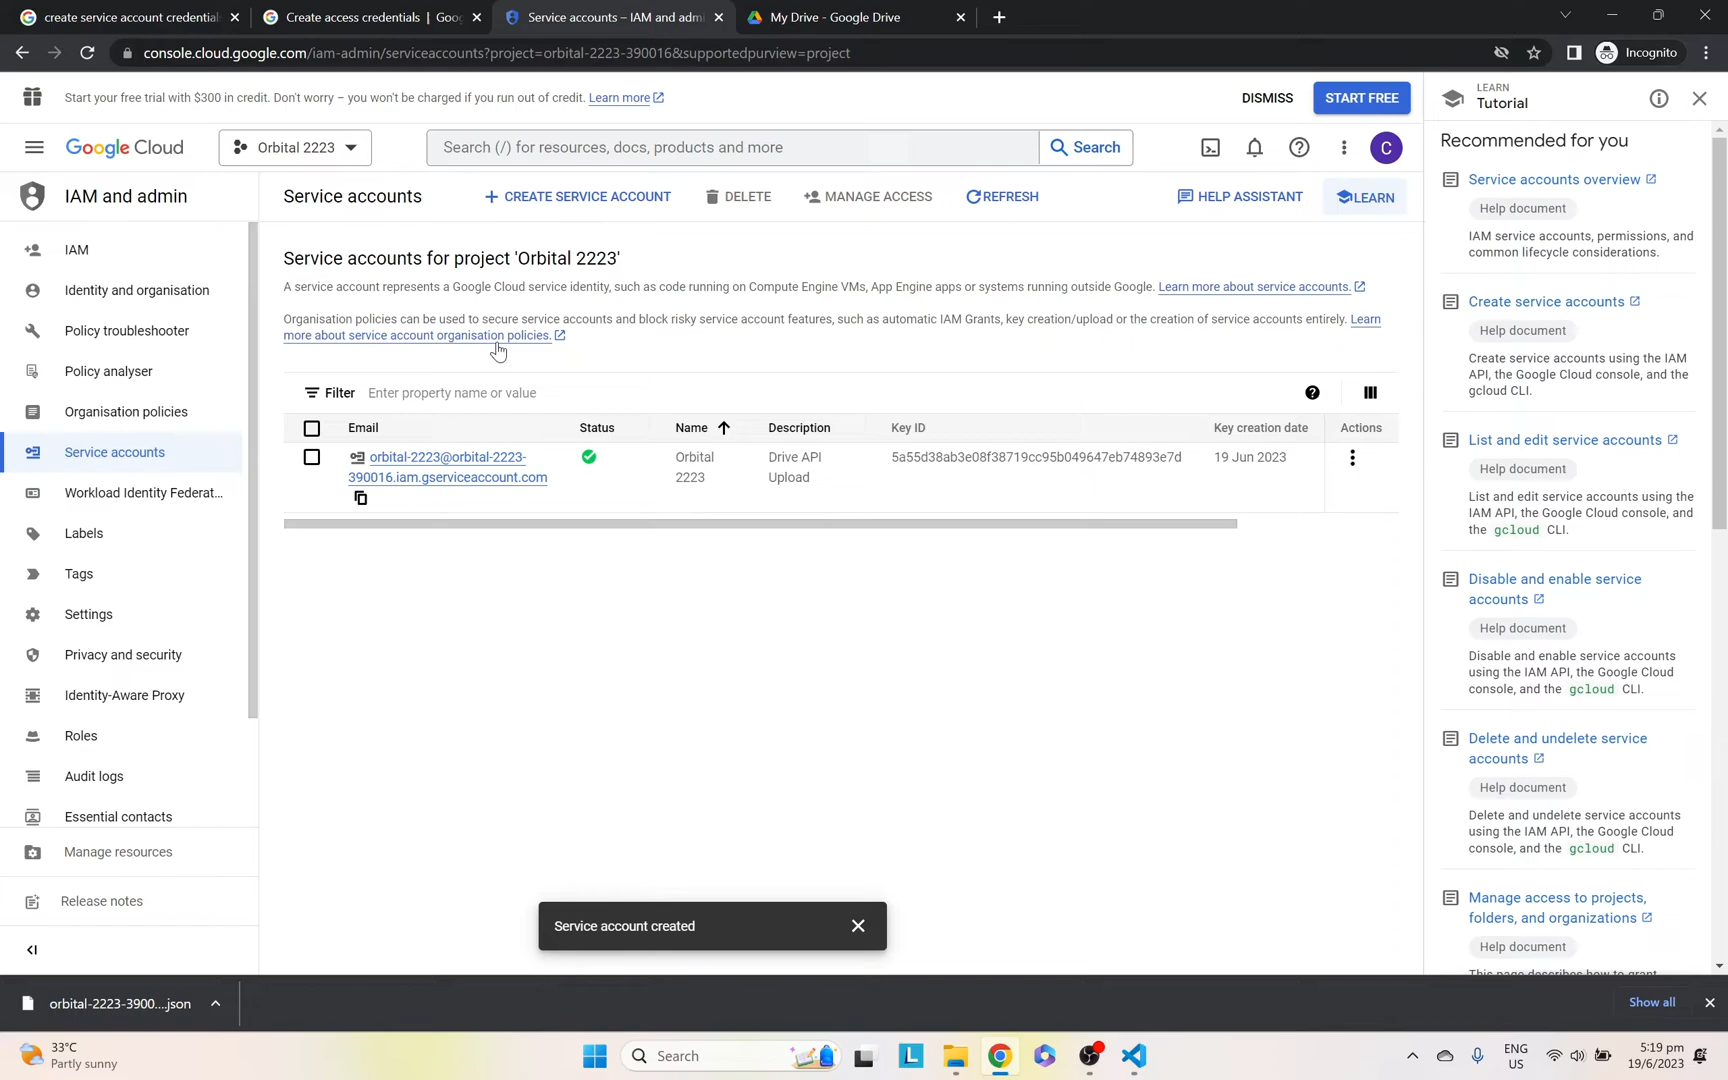 create service account credential
Create access credentials | Goo
Service accounts – IAM and adm
My Drive - Google Drive
console.cloud.google.com/iam-admin/serviceaccounts?project=orbital-2223-390016&supportedpurview=project
Incognito
Start your free trial with $300 in credit. Don't worry – you won't be charged if you run out of credit. Learn more
DISMISS
START FREE
LEARN
Tutorial
Google Cloud
Orbital 2223
Search (/) for resources, docs, products and more
Search
C
IAM and admin
Service accounts
CREATE SERVICE ACCOUNT
DELETE
MANAGE ACCESS
REFRESH
HELP ASSISTANT
LEARN
IAM
Identity and organisation
Policy troubleshooter
Policy analyser
Organisation policies
Service accounts
Workload Identity Federat...
Labels
Tags
Settings
Privacy and security
Identity-Aware Proxy
Roles
Audit logs
Essential contacts
Manage resources
Release notes
Service accounts for project 'Orbital 2223'
A service account represents a Google Cloud service identity, such as code running on Compute Engine VMs, App Engine apps or systems running outside Google. Learn more about service accounts.
Organisation policies can be used to secure service accounts and block risky service account features, such as automatic IAM Grants, key creation/upload or the creation of service accounts entirely. Learn
more about service account organisation policies.
Filter Enter property name or value
Email Status Name Description Key ID Key creation date Actions
orbital-2223@orbital-2223- Orbital Drive API 5a55d38ab3e08f38719cc95b049647eb74893e7d 19 Jun 2023
390016.iam.gserviceaccount.com 2223 Upload
Service account created
Recommended for you
Service accounts overview
Help document
IAM service accounts, permissions, and
common lifecycle considerations.
Create service accounts
Help document
Create service accounts using the IAM
API, the Google Cloud console, and the
gcloud CLI.
List and edit service accounts
Help document
List and edit service accounts using the
IAM API, the Google Cloud console, and
the gcloud CLI.
Disable and enable service
accounts
Help document
Disable and enable service accounts
using the IAM API, the Google Cloud
console, and the gcloud CLI.
Delete and undelete service
accounts
Help document
Delete and undelete service accounts
using the IAM API, the Google Cloud
console, and the gcloud CLI.
Manage access to projects,
folders, and organizations
Help document
This page describes how to grant
orbital-2223-3900....json
Show all
33°C
Partly sunny
Search
L
ENG
US
5:19 pm
19/6/2023